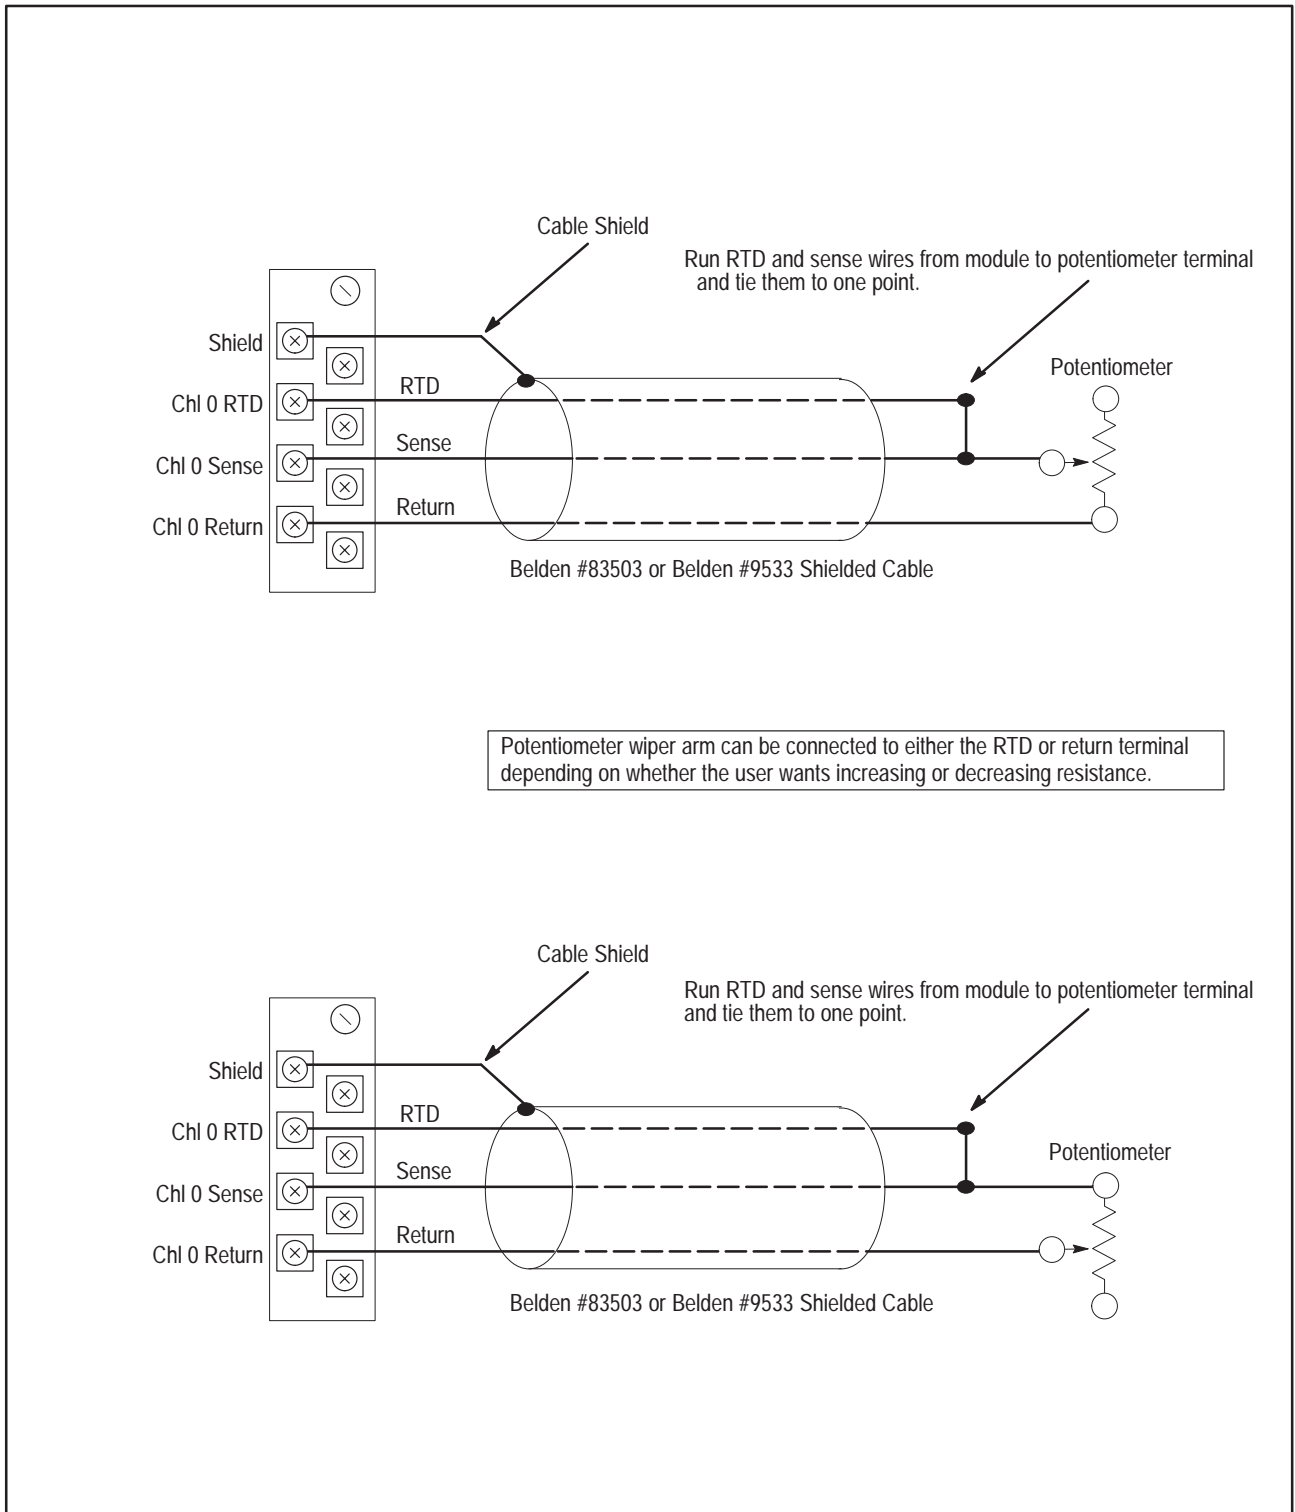 Cable Shield
Run RTD and sense wires from module to potentiometer terminal
and tie them to one point.
Shield
Potentiometer
RTD
Chl 0 RTD
Sense
Chl 0 Sense
Return
Chl 0 Return
Belden #83503 or Belden #9533 Shielded Cable
Potentiometer wiper arm can be connected to either the RTD or return terminal
depending on whether the user wants increasing or decreasing resistance.
Cable Shield
Run RTD and sense wires from module to potentiometer terminal
and tie them to one point.
Shield
RTD
Chl 0 RTD
Potentiometer
Sense
Chl 0 Sense
Return
Chl 0 Return
Belden #83503 or Belden #9533 Shielded Cable